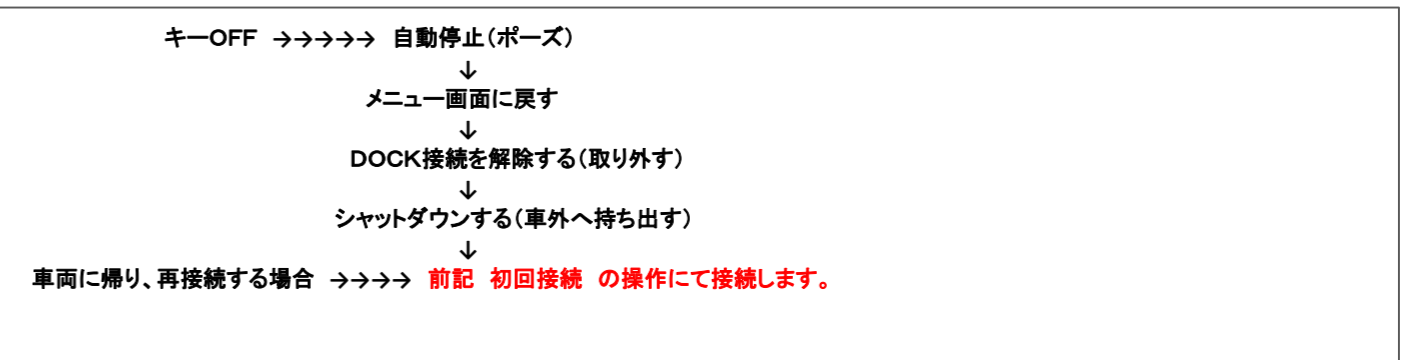 キーOFF →→→→→ 自動停止(ポーズ)
↓
メニュー画面に戻す
↓
DOCK接続を解除する(取り外す)
↓
シャットダウンする(車外へ持ち出す)
↓
車両に帰り、再接続する場合 →→→→ 前記 初回接続 の操作にて接続します。